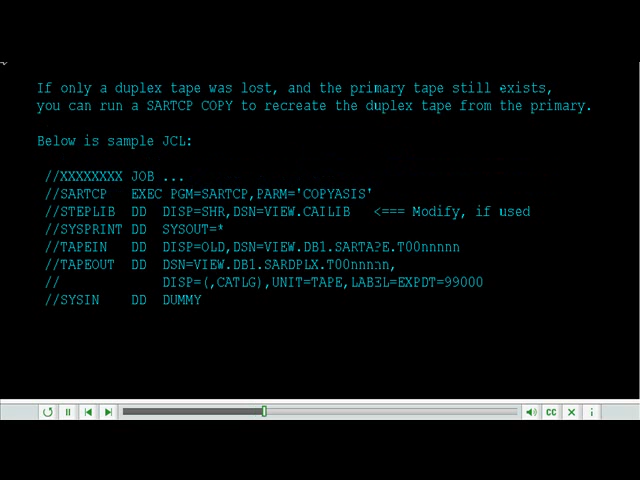 If only a duplex tape was lost, and the primary tape still exists,
you can run a SARTCP COPY to recreate the duplex tape from the primary.
Below is sample JCL:
//XXXXXXXX JOB ...
//SARTCP   EXEC PGM=SARTCP,PARM='COPYASIS'
//STEPLIB  DD  DISP=SHR,DSN=VIEW.CAILIB   <=== Modify, if used
//SYSPRINT DD  SYSOUT=*
//TAPEIN   DD  DISP=OLD,DSN=VIEW.DB1.SARTAPE.T00nnnnn
//TAPEOUT  DD  DSN=VIEW.DB1.SARDPLX.T00nnnnn,
//             DISP=(,CATLG),UNIT=TAPE,LABEL=EXPDT=99000
//SYSIN    DD  DUMMY
CC